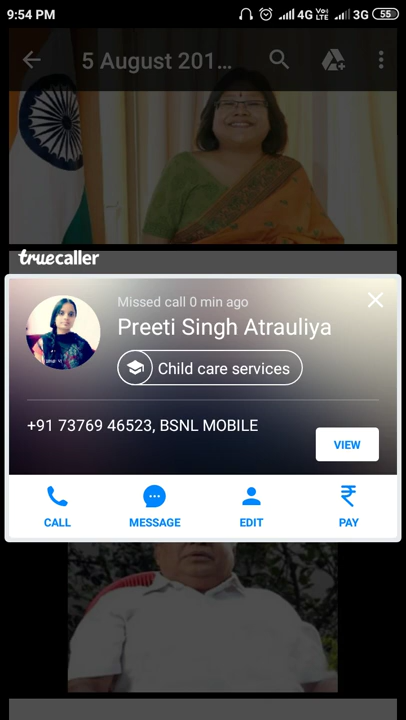 9:54 PM
4G VoLTE 3G 55
5 August 201...
truecaller
Missed call 0 min ago
Preeti Singh Atrauliya
Child care services
+91 73769 46523, BSNL MOBILE
VIEW
CALL
MESSAGE
EDIT
PAY